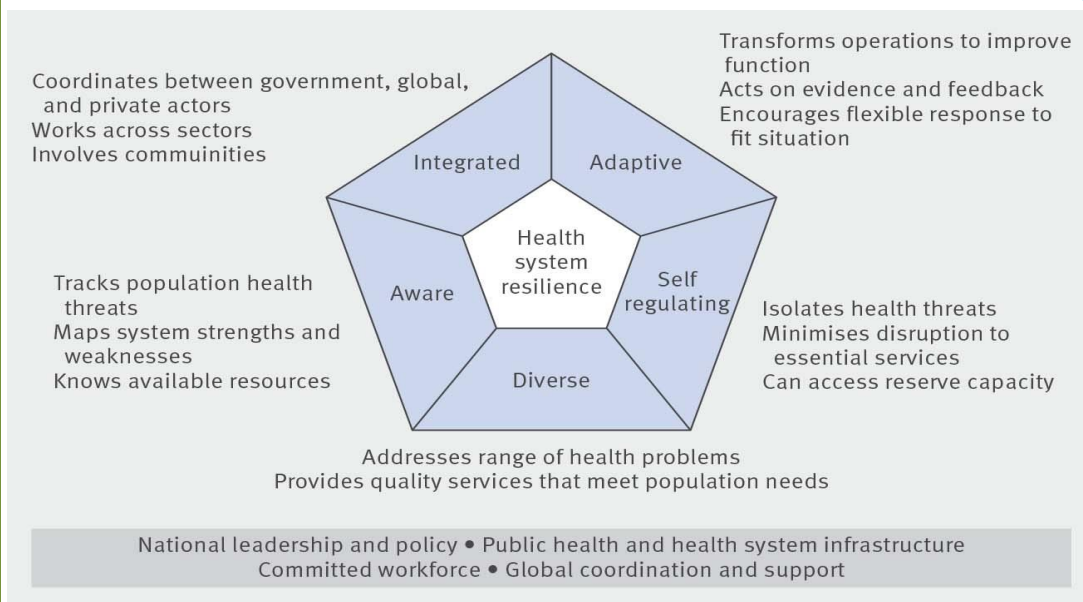 Coordinates between government, global,
and private actors
Works across sectors
Involves commuinities
Transforms operations to improve
function
Acts on evidence and feedback
Encourages flexible response to
fit situation
Integrated
Adaptive
Health
system
resilience
Aware
Self
regulating
Diverse
Tracks population health
threats
Maps system strengths and
weaknesses
Knows available resources
Isolates health threats
Minimises disruption to
essential services
Can access reserve capacity
Addresses range of health problems
Provides quality services that meet population needs
National leadership and policy • Public health and health system infrastructure
Committed workforce • Global coordination and support